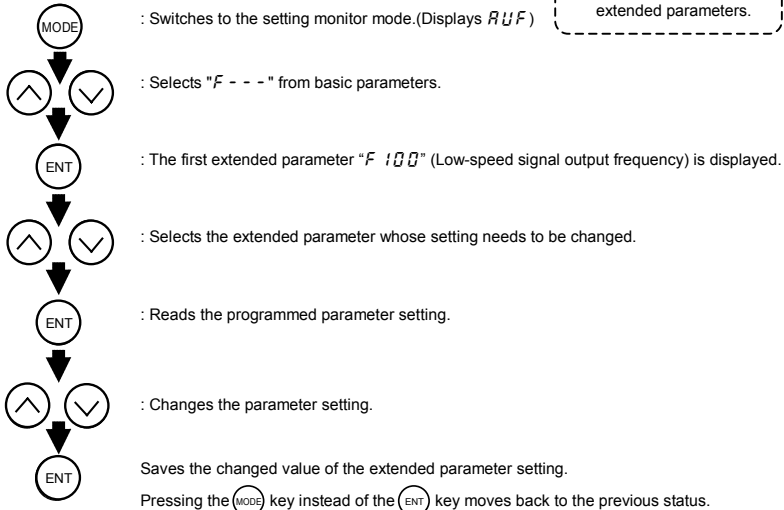 extended parameters.
MODE : Switches to the setting monitor mode.(Displays AUF)
: Selects "F - - -" from basic parameters.
ENT : The first extended parameter “F 100” (Low-speed signal output frequency) is displayed.
: Selects the extended parameter whose setting needs to be changed.
ENT : Reads the programmed parameter setting.
: Changes the parameter setting.
ENT Saves the changed value of the extended parameter setting.
Pressing the MODE key instead of the ENT key moves back to the previous status.